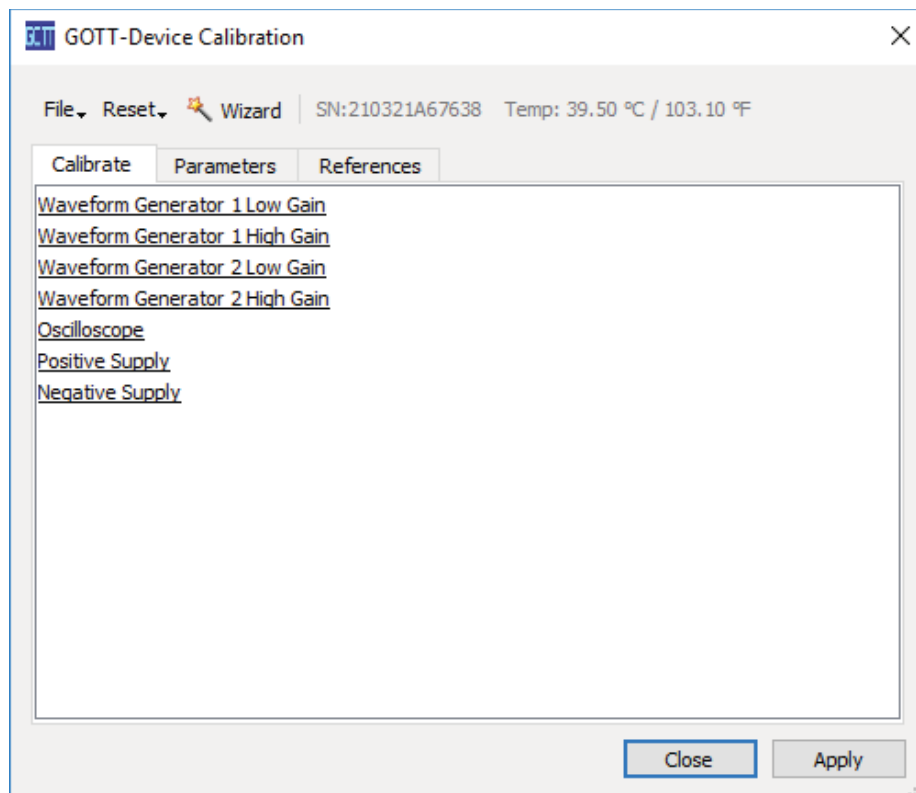 GOTT-Device Calibration
File Reset Wizard SN:210321A67638 Temp: 39.50 ºC / 103.10 ºF
Calibrate Parameters References
Waveform Generator 1 Low Gain
Waveform Generator 1 High Gain
Waveform Generator 2 Low Gain
Waveform Generator 2 High Gain
Oscilloscope
Positive Supply
Negative Supply
Close Apply